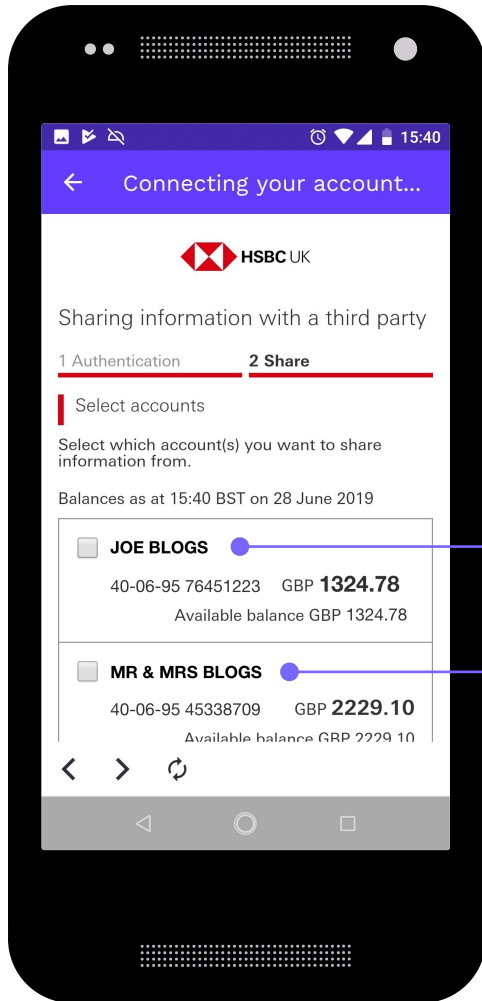 15:40
Connecting your account...
HSBC UK
Sharing information with a third party
1 Authentication 2 Share
Select accounts
Select which account(s) you want to share
information from.
Balances as at 15:40 BST on 28 June 2019
JOE BLOGS
40-06-95 76451223 GBP 1324.78
Available balance GBP 1324.78
MR & MRS BLOGS
40-06-95 45338709 GBP 2229.10
Available balance GBP 2229.10